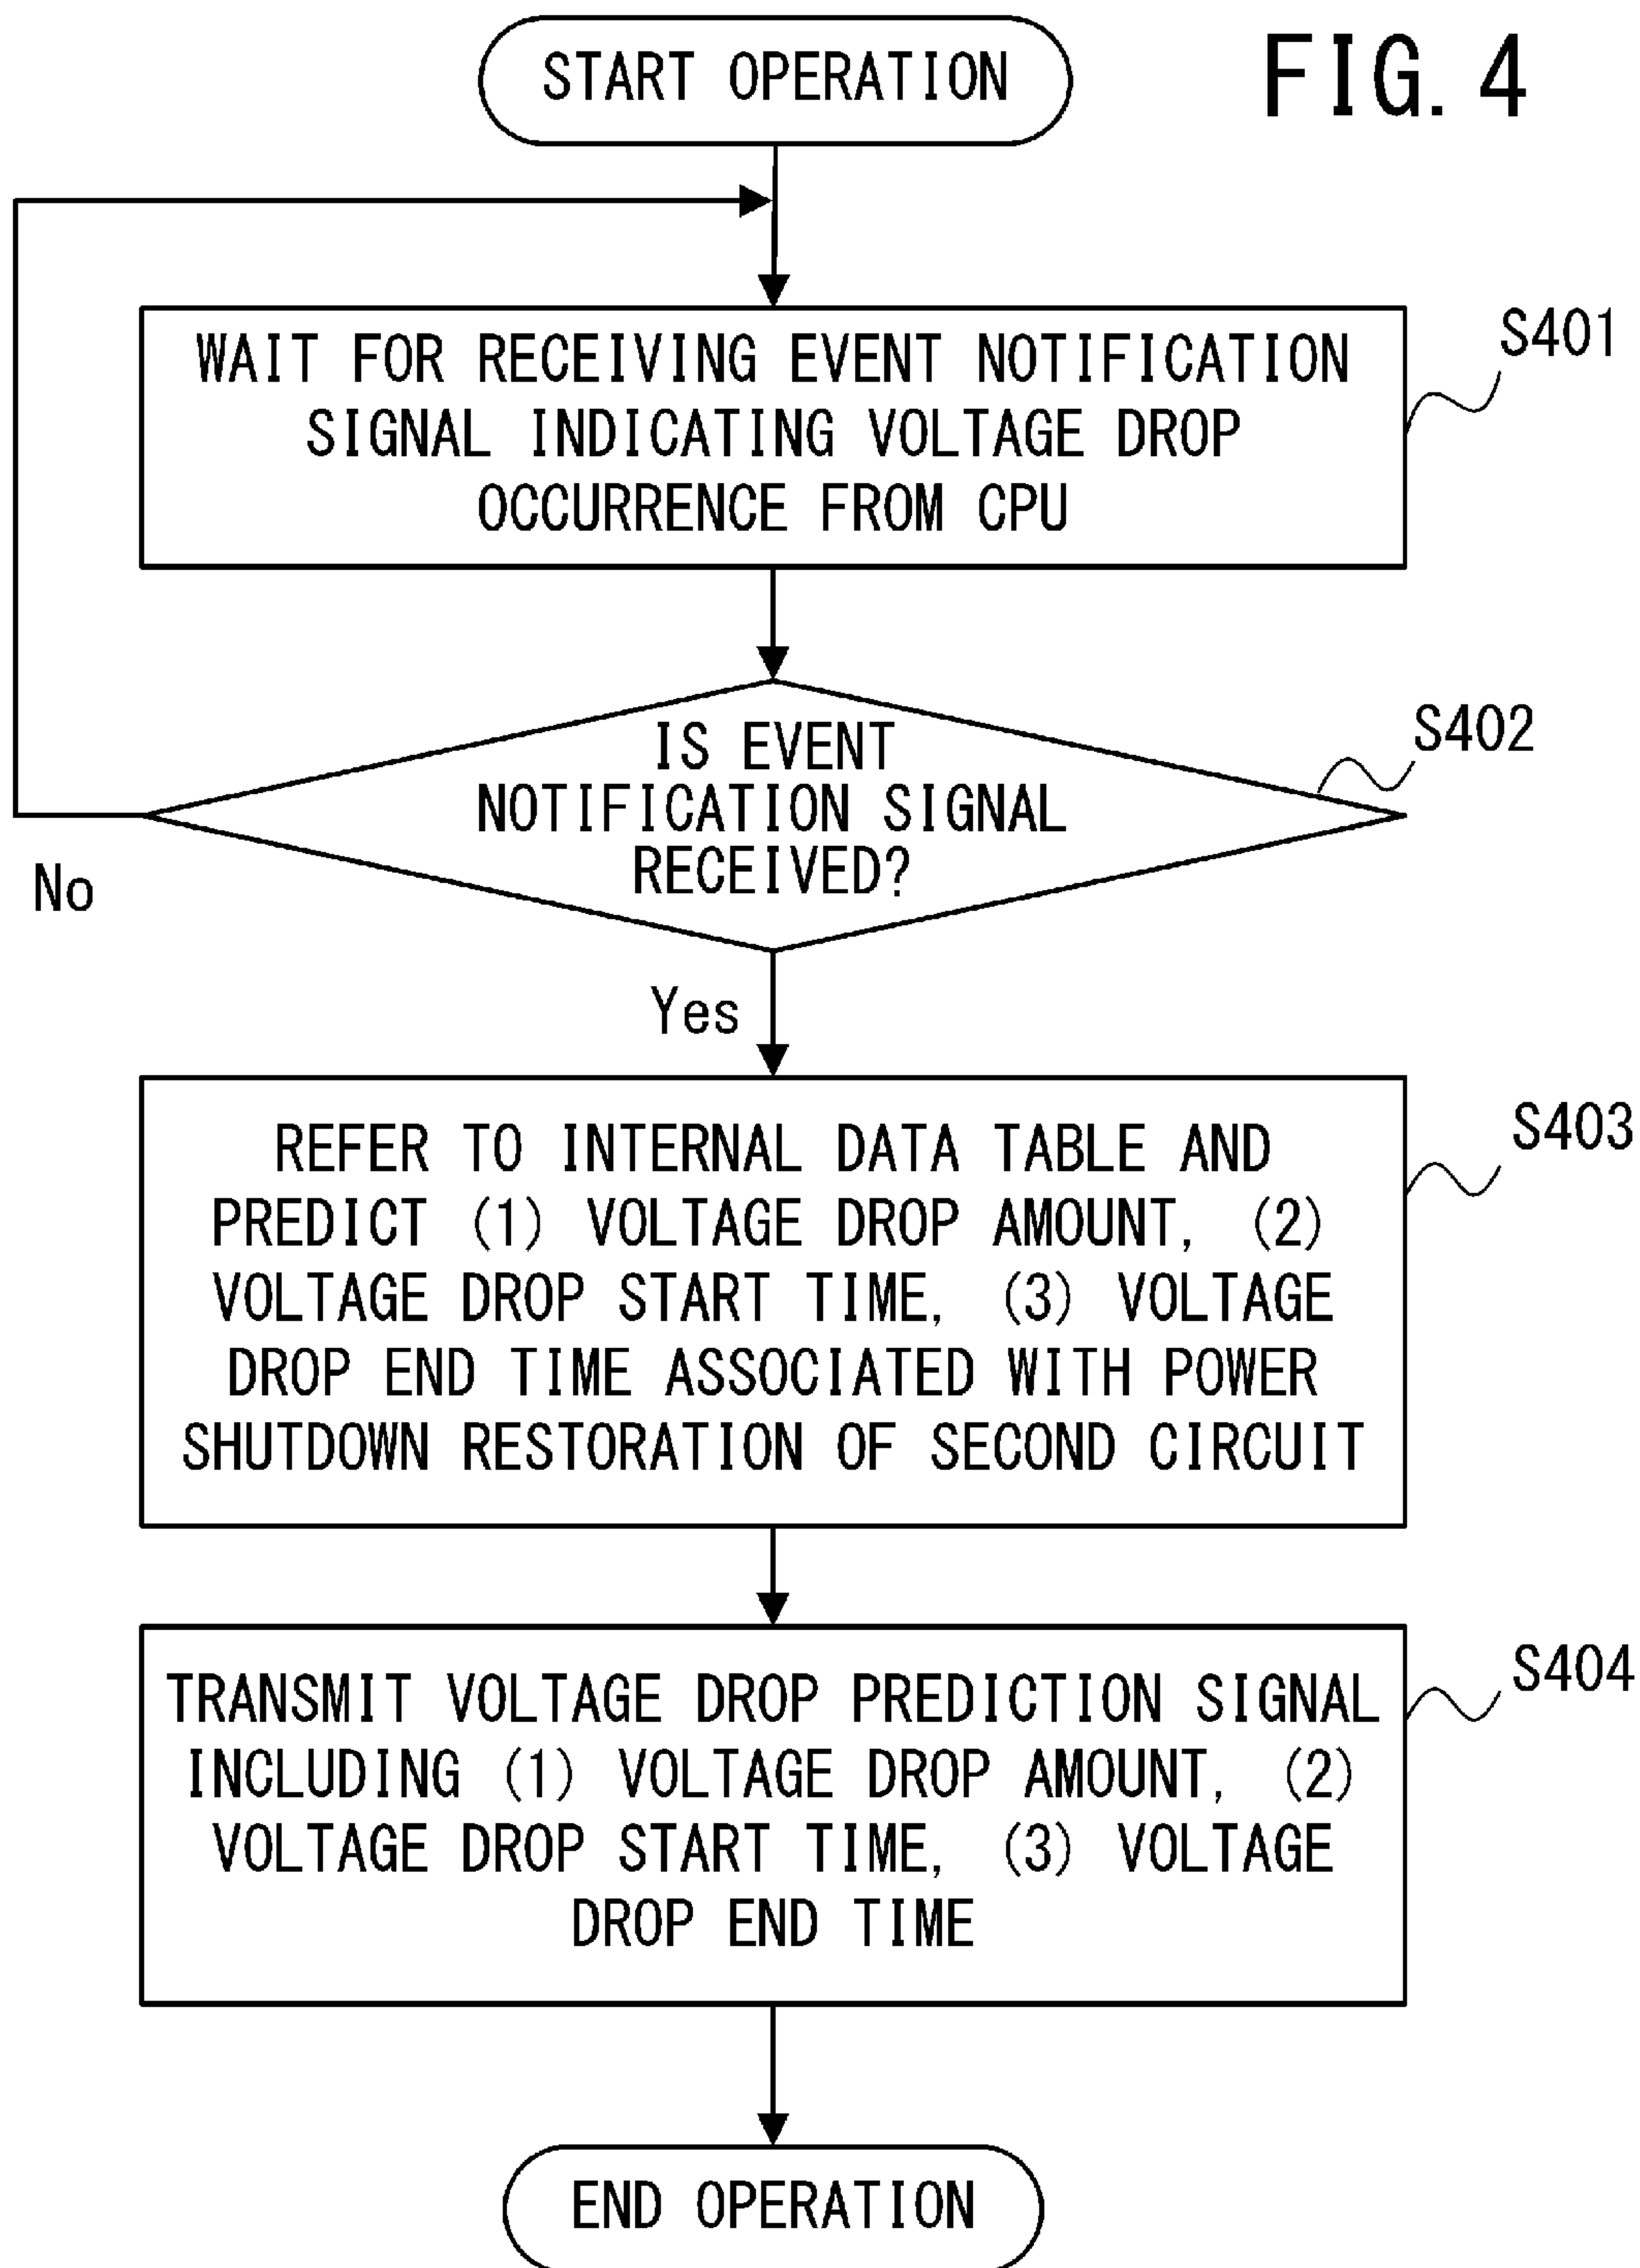 START OPERATION
FIG. 4
WAIT FOR RECEIVING EVENT NOTIFICATION
SIGNAL INDICATING VOLTAGE DROP
OCCURRENCE FROM CPU
S401
IS EVENT
NOTIFICATION SIGNAL
RECEIVED?
S402
No
Yes
REFER TO INTERNAL DATA TABLE AND
PREDICT (1) VOLTAGE DROP AMOUNT, (2)
VOLTAGE DROP START TIME, (3) VOLTAGE
DROP END TIME ASSOCIATED WITH POWER
SHUTDOWN RESTORATION OF SECOND CIRCUIT
S403
TRANSMIT VOLTAGE DROP PREDICTION SIGNAL
INCLUDING (1) VOLTAGE DROP AMOUNT, (2)
VOLTAGE DROP START TIME, (3) VOLTAGE
DROP END TIME
S404
END OPERATION